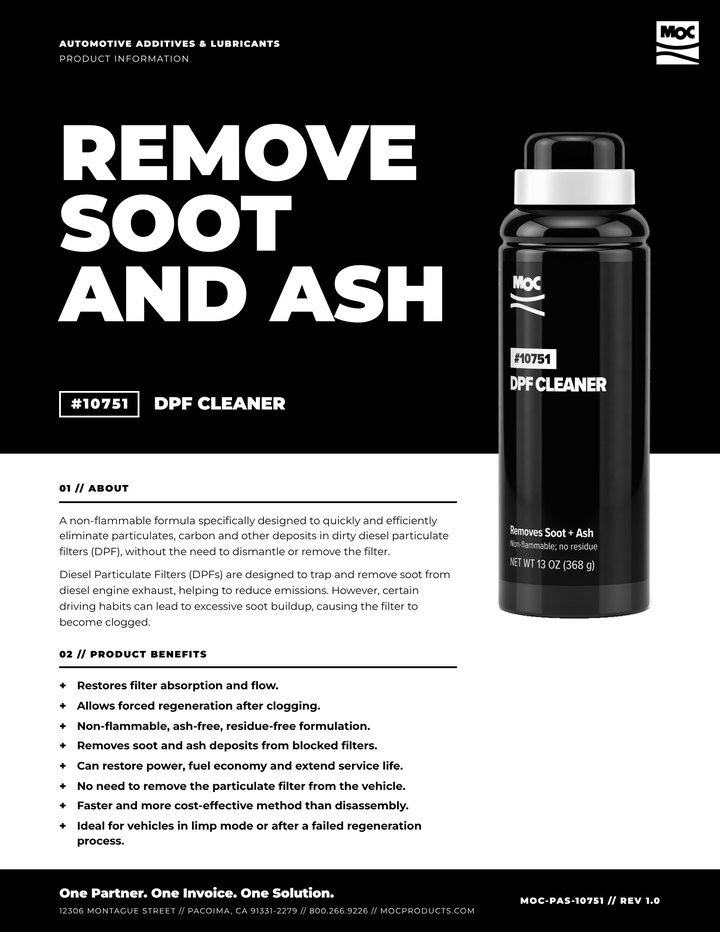 AUTOMOTIVE ADDITIVES & LUBRICANTS
PRODUCT INFORMATION
MOC
REMOVE
SOOT
AND ASH
#10751 DPF CLEANER
MOC
#10751
DPF CLEANER
Removes Soot + Ash
Non-flammable; no residue
NET WT 13 OZ (368 g)
01 // ABOUT
A non-flammable formula specifically designed to quickly and efficiently
eliminate particulates, carbon and other deposits in dirty diesel particulate
filters (DPF), without the need to dismantle or remove the filter.
Diesel Particulate Filters (DPFs) are designed to trap and remove soot from
diesel engine exhaust, helping to reduce emissions. However, certain
driving habits can lead to excessive soot buildup, causing the filter to
become clogged.
02 // PRODUCT BENEFITS
+ Restores filter absorption and flow.
+ Allows forced regeneration after clogging.
+ Non-flammable, ash-free, residue-free formulation.
+ Removes soot and ash deposits from blocked filters.
+ Can restore power, fuel economy and extend service life.
+ No need to remove the particulate filter from the vehicle.
+ Faster and more cost-effective method than disassembly.
+ Ideal for vehicles in limp mode or after a failed regeneration
process.
One Partner. One Invoice. One Solution.
12306 MONTAGUE STREET // PACOIMA, CA 91331-2279 // 800.266.9226 // MOCPRODUCTS.COM
MOC-PAS-10751 // REV 1.0